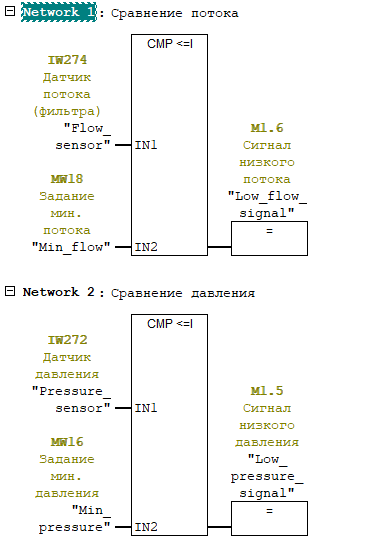 Network 1 : Сравнение потока
CMP <=I
IW274
Датчик
потока
(фильтра)
"Flow_
sensor"
IN1
M1.6
Сигнал
низкого
потока
"Low_flow_
signal"
=
MW18
Задание
мин.
потока
"Min_flow"
IN2
Network 2 : Сравнение давления
CMP <=I
IW272
Датчик
давления
"Pressure_
sensor"
IN1
M1.5
Сигнал
низкого
давления
"Low_
pressure_
signal"
=
MW16
Задание
мин.
давления
"Min_
pressure"
IN2